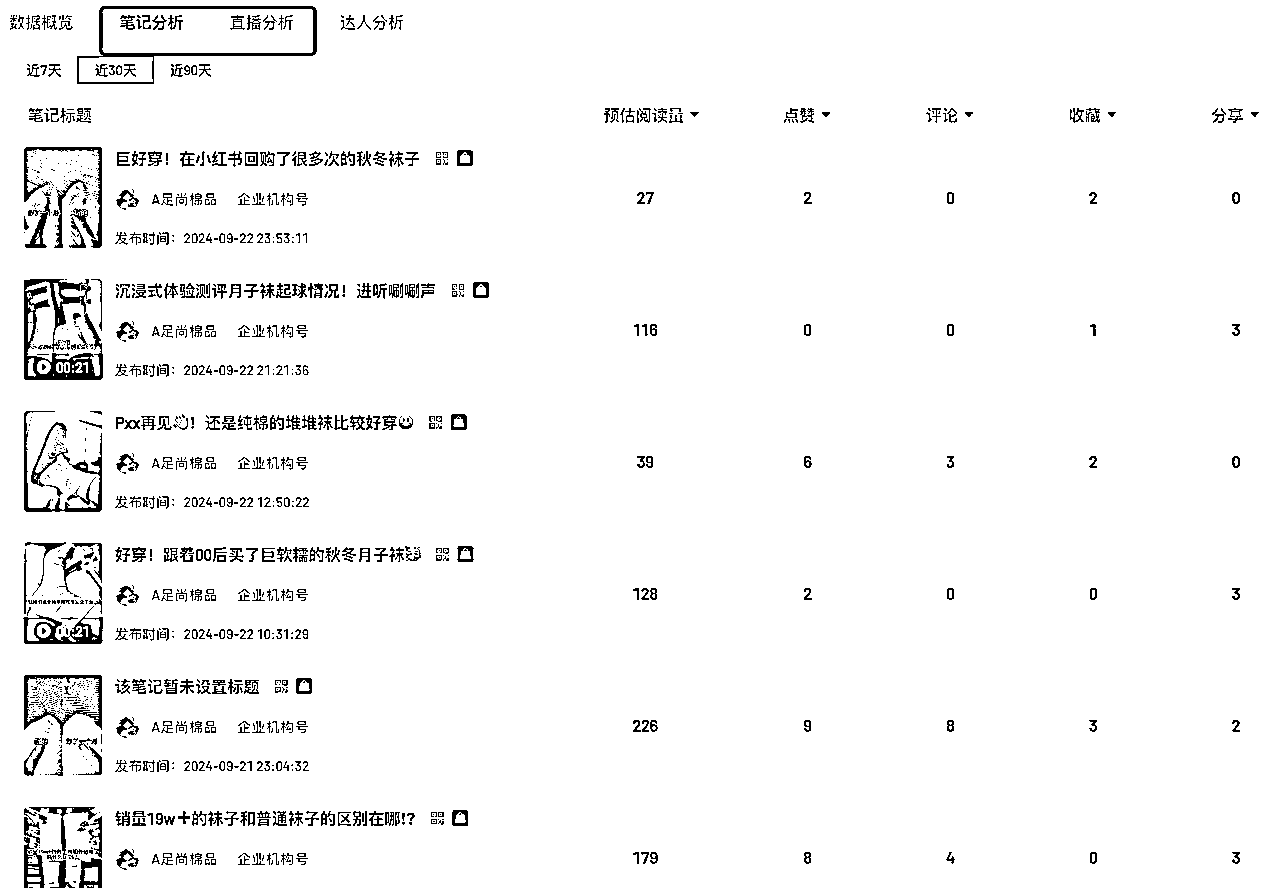 数据概览 笔记分析 直播分析 达人分析
近7天 近30天 近90天
笔记标题 预估阅读量 点赞 评论 收藏 分享
巨好穿！在小红书回购了很多次的秋冬袜子
A足尚棉品 企业机构号 27 2 0 2 0
发布时间：2024-09-22 23:53:11
沉浸式体验测评月子袜起球情况！进听唰唰声
A足尚棉品 企业机构号 116 0 0 1 3
00:21
发布时间：2024-09-22 21:21:36
Pxx再见👋！还是纯棉的堆堆袜比较好穿
A足尚棉品 企业机构号 39 6 3 2 0
发布时间：2024-09-22 12:50:22
好穿！跟着00后买了巨软糯的秋冬月子袜
A足尚棉品 企业机构号 128 2 0 0 3
00:21
发布时间：2024-09-22 10:31:29
该笔记暂未设置标题
A足尚棉品 企业机构号 226 9 8 3 2
发布时间：2024-09-21 23:04:32
销量19w➕的袜子和普通袜子的区别在哪⁉️?
A足尚棉品 企业机构号 179 8 4 0 3